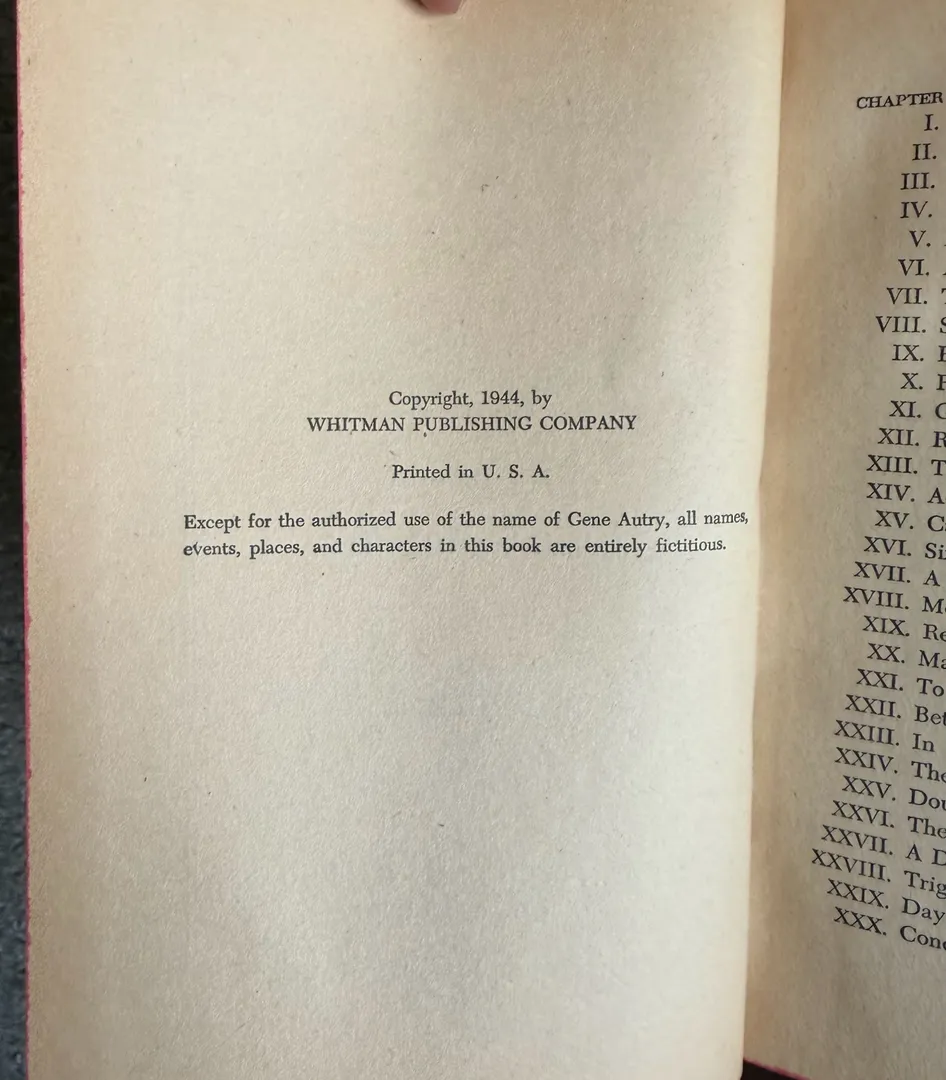 Copyright, 1944, by
WHITMAN PUBLISHING COMPANY
Printed in U. S. A.
Except for the authorized use of the name of Gene Autry, all names,
events, places, and characters in this book are entirely fictitious.
CHAPTER
I.
II.
III.
IV.
V.
VI.
VII.
VIII.
IX.
X.
XI.
XII.
XIII.
XIV. A
XV.
XVI.
XVII. A
XVIII.
XIX.
XX.
XXI. To
XXII.
XXIII. In
XXIV. The
XXV.
XXVI. The
XXVII. A D
XXVIII. Trig
XXIX. Day
XXX. Conc